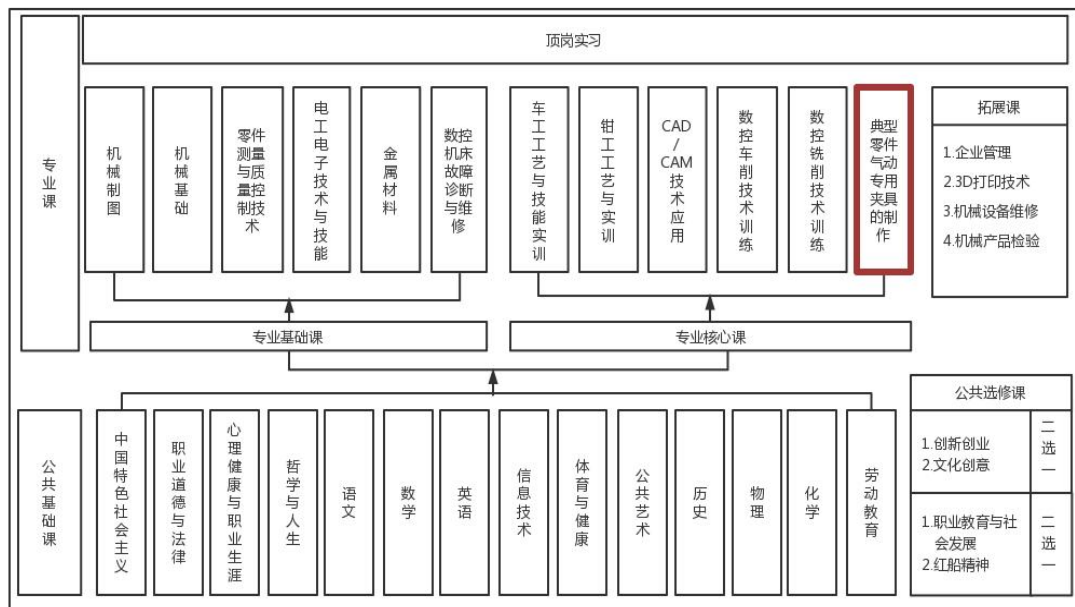 专业课
顶岗实习
机械制图
机械基础
零件测量与质量控制技术
电工电子技术与技能
金属材料
数控机床故障诊断与维修
车工工艺与技能实训
钳工工艺与实训
CAD/CAM技术应用
数控车削技术训练
数控铣削技术训练
典型零件气动专用夹具的制作
拓展课
1.企业管理
2.3D打印技术
3.机械设备维修
4.机械产品检验
专业基础课
专业核心课
公共基础课
中国特色社会主义
职业道德与法律
心理健康与职业生涯
哲学与人生
语文
数学
英语
信息技术
体育与健康
公共艺术
历史
物理
化学
劳动教育
公共选修课
1.创新创业
2.文化创意
二选一
1.职业教育与社
会发展
2.红船精神
二选一